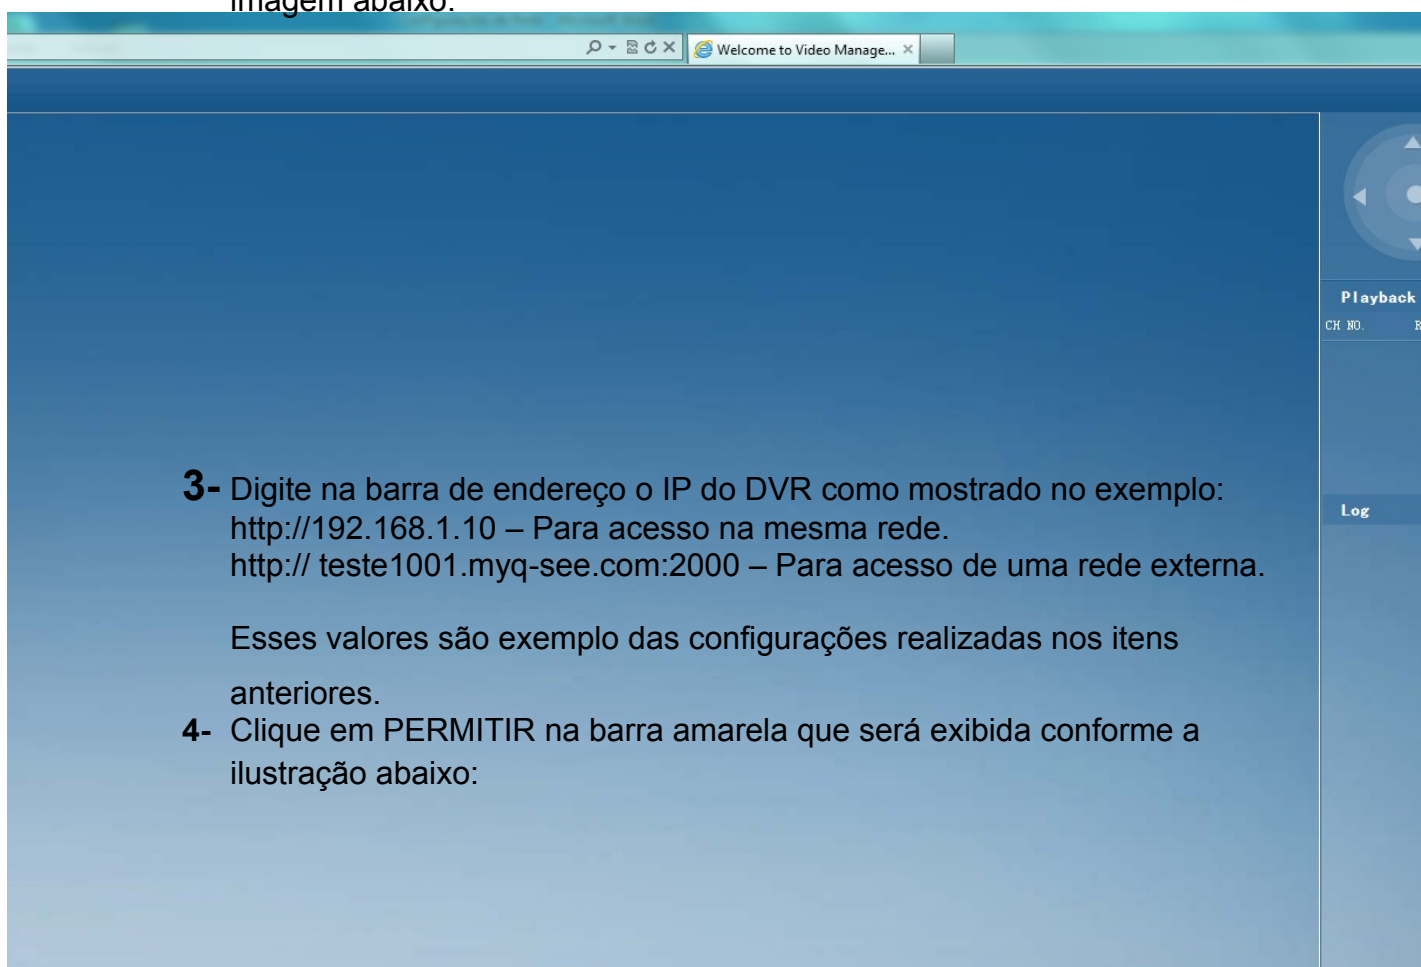 imagem abaixo:
Welcome to Video Manage...
Playback
CH NO.
3- Digite na barra de endereço o IP do DVR como mostrado no exemplo:
http://192.168.1.10 – Para acesso na mesma rede.
http:// teste1001.myq-see.com:2000 – Para acesso de uma rede externa.
Log
Esses valores são exemplo das configurações realizadas nos itens
anteriores.
4- Clique em PERMITIR na barra amarela que será exibida conforme a
ilustração abaixo: